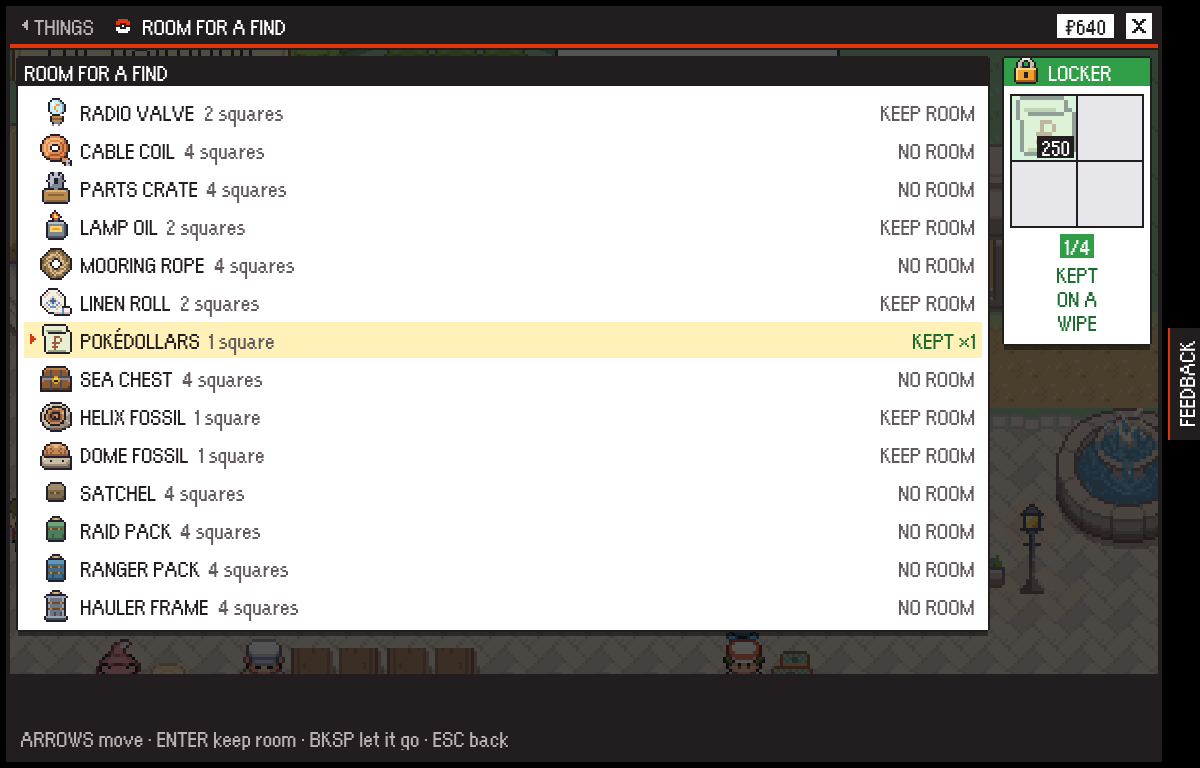 THINGS ROOM FOR A FIND ₽640 X
ROOM FOR A FIND
RADIO VALVE 2 squares KEEP ROOM
CABLE COIL 4 squares NO ROOM
PARTS CRATE 4 squares NO ROOM
LAMP OIL 2 squares KEEP ROOM
MOORING ROPE 4 squares NO ROOM
LINEN ROLL 2 squares KEEP ROOM
POKÉDOLLARS 1 square KEPT ×1
SEA CHEST 4 squares NO ROOM
HELIX FOSSIL 1 square KEEP ROOM
DOME FOSSIL 1 square KEEP ROOM
SATCHEL 4 squares NO ROOM
RAID PACK 4 squares NO ROOM
RANGER PACK 4 squares NO ROOM
HAULER FRAME 4 squares NO ROOM
LOCKER
250
1/4
KEPT
ON A
WIPE
FEEDBACK
ARROWS move · ENTER keep room · BKSP let it go · ESC back